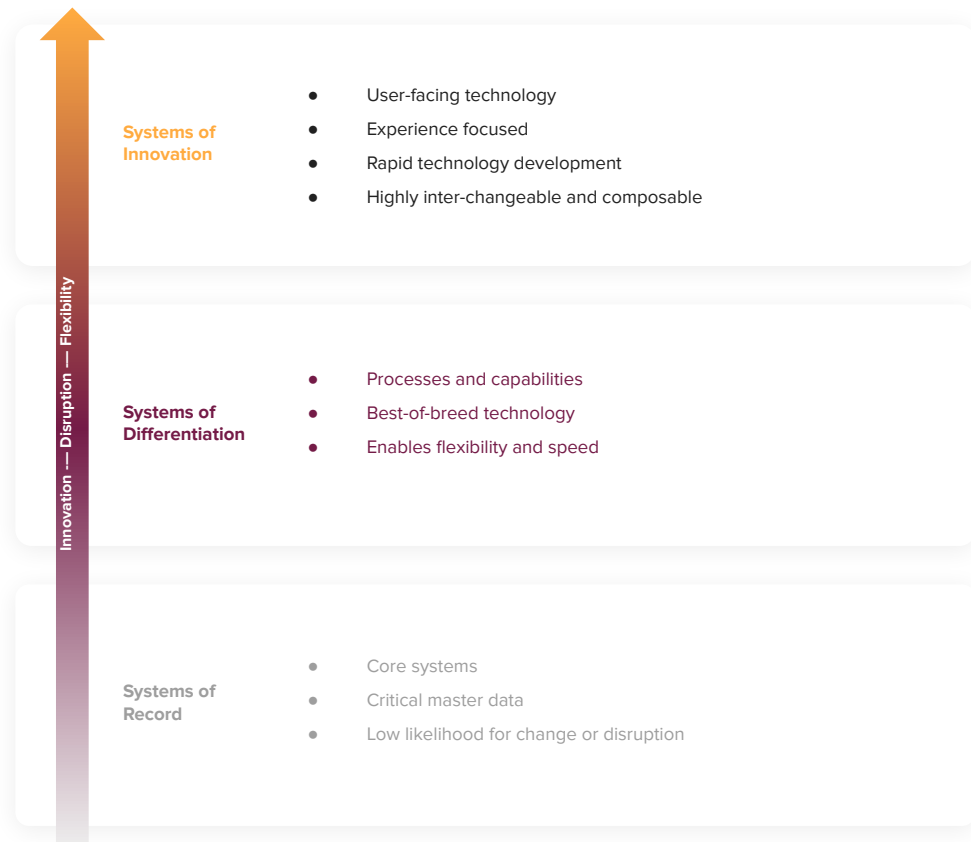 Systems of
Innovation
● User-facing technology
● Experience focused
● Rapid technology development
● Highly inter-changeable and composable
Innovation -— Disruption -— Flexibility
Systems of
Differentiation
● Processes and capabilities
● Best-of-breed technology
● Enables flexibility and speed
Systems of
Record
● Core systems
● Critical master data
● Low likelihood for change or disruption